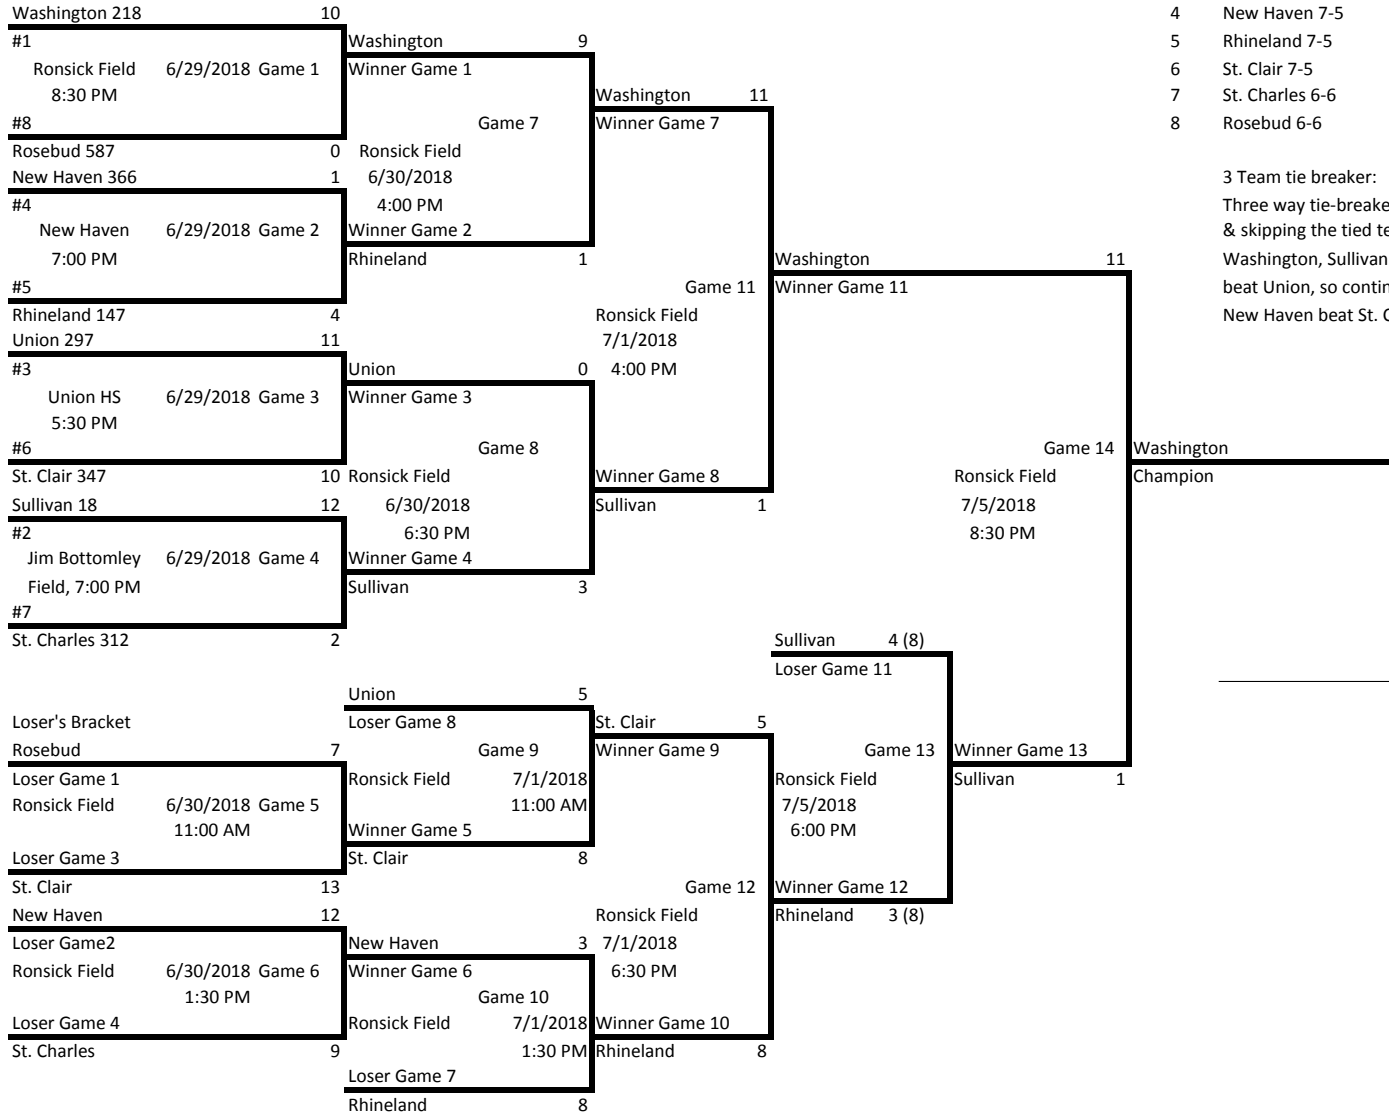 Washington 218 10
#1
Ronsick Field 6/29/2018 Game 1
8:30 PM
#8
Rosebud 587 0
New Haven 366 1
#4
New Haven 6/29/2018 Game 2
7:00 PM
#5
Rhineland 147 4
Union 297 11
#3
Union HS 6/29/2018 Game 3
5:30 PM
#6
St. Clair 347 10
Sullivan 18 12
#2
Jim Bottomley 6/29/2018 Game 4
Field, 7:00 PM
#7
St. Charles 312 2
Washington 9
Winner Game 1
Game 7
Ronsick Field
6/30/2018
4:00 PM
Winner Game 2
Rhineland 1
Union 0
Winner Game 3
Game 8
Ronsick Field
6/30/2018
6:30 PM
Winner Game 4
Sullivan 3
Washington 11
Winner Game 7
Game 11
Ronsick Field
7/1/2018
4:00 PM
Winner Game 8
Sullivan 1
Washington 11
Winner Game 11
Game 14
Ronsick Field
7/5/2018
8:30 PM
Washington
Champion
4 New Haven 7-5
5 Rhineland 7-5
6 St. Clair 7-5
7 St. Charles 6-6
8 Rosebud 6-6
3 Team tie breaker:
Three way tie-breake
& skipping the tied te
Washington, Sullivan
beat Union, so contin
New Haven beat St. C
Loser's Bracket
Rosebud 7
Loser Game 1
Ronsick Field 6/30/2018 Game 5
11:00 AM
Loser Game 3
St. Clair 13
New Haven 12
Loser Game2
Ronsick Field 6/30/2018 Game 6
1:30 PM
Loser Game 4
St. Charles 9
Union 5
Loser Game 8
Game 9
Ronsick Field 7/1/2018
11:00 AM
Winner Game 5
St. Clair 8
New Haven 3
Winner Game 6
Game 10
Ronsick Field 7/1/2018
1:30 PM
Loser Game 7
Rhineland 8
St. Clair 5
Winner Game 9
Game 12
Ronsick Field
7/1/2018
6:30 PM
Winner Game 10
Rhineland 8
Sullivan 4 (8)
Loser Game 11
Game 13
Ronsick Field
7/5/2018
6:00 PM
Winner Game 12
Rhineland 3 (8)
Winner Game 13
Sullivan 1